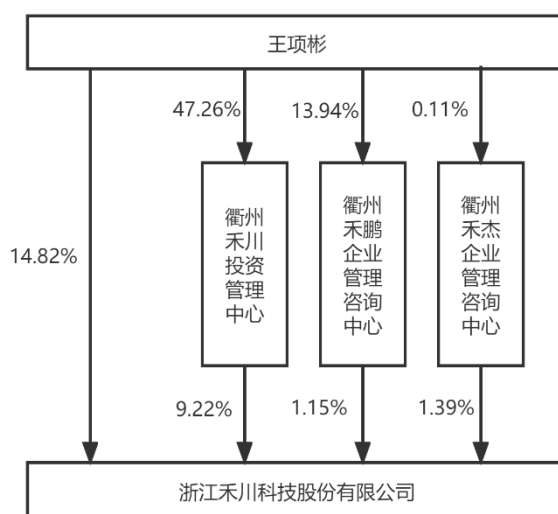 王项彬
47.26%
13.94%
0.11%
14.82%
衢州
禾川
投资
管理
中心
衢州
禾鹏
企业
管理
咨询
中心
衢州
禾杰
企业
管理
咨询
中心
9.22%
1.15%
1.39%
浙江禾川科技股份有限公司